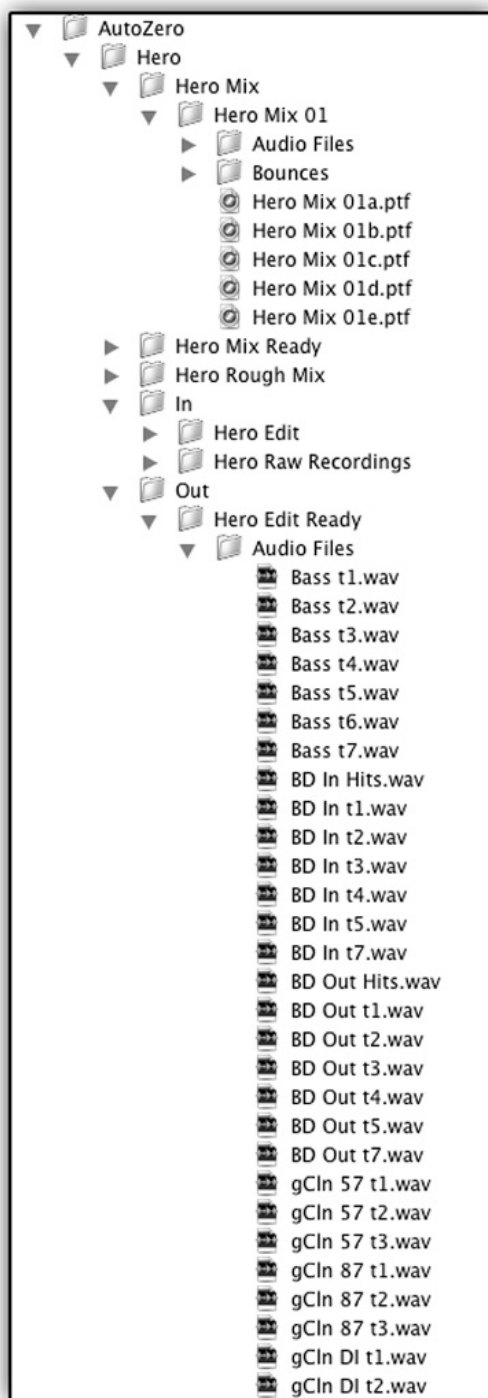 AutoZero
Hero
Hero Mix
Hero Mix 01
Audio Files
Bounces
Hero Mix 01a.ptf
Hero Mix 01b.ptf
Hero Mix 01c.ptf
Hero Mix 01d.ptf
Hero Mix 01e.ptf
Hero Mix Ready
Hero Rough Mix
In
Hero Edit
Hero Raw Recordings
Out
Hero Edit Ready
Audio Files
Bass t1.wav
Bass t2.wav
Bass t3.wav
Bass t4.wav
Bass t5.wav
Bass t6.wav
Bass t7.wav
BD In Hits.wav
BD In t1.wav
BD In t2.wav
BD In t3.wav
BD In t4.wav
BD In t5.wav
BD In t7.wav
BD Out Hits.wav
BD Out t1.wav
BD Out t2.wav
BD Out t3.wav
BD Out t4.wav
BD Out t5.wav
BD Out t7.wav
gCln 57 t1.wav
gCln 57 t2.wav
gCln 57 t3.wav
gCln 87 t1.wav
gCln 87 t2.wav
gCln 87 t3.wav
gCln DI t1.wav
gCln DI t2.wav